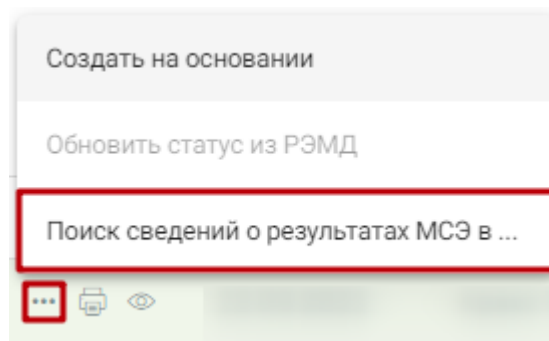 Создать на основании
Обновить статус из РЭМД
Поиск сведений о результатах МСЭ в ...